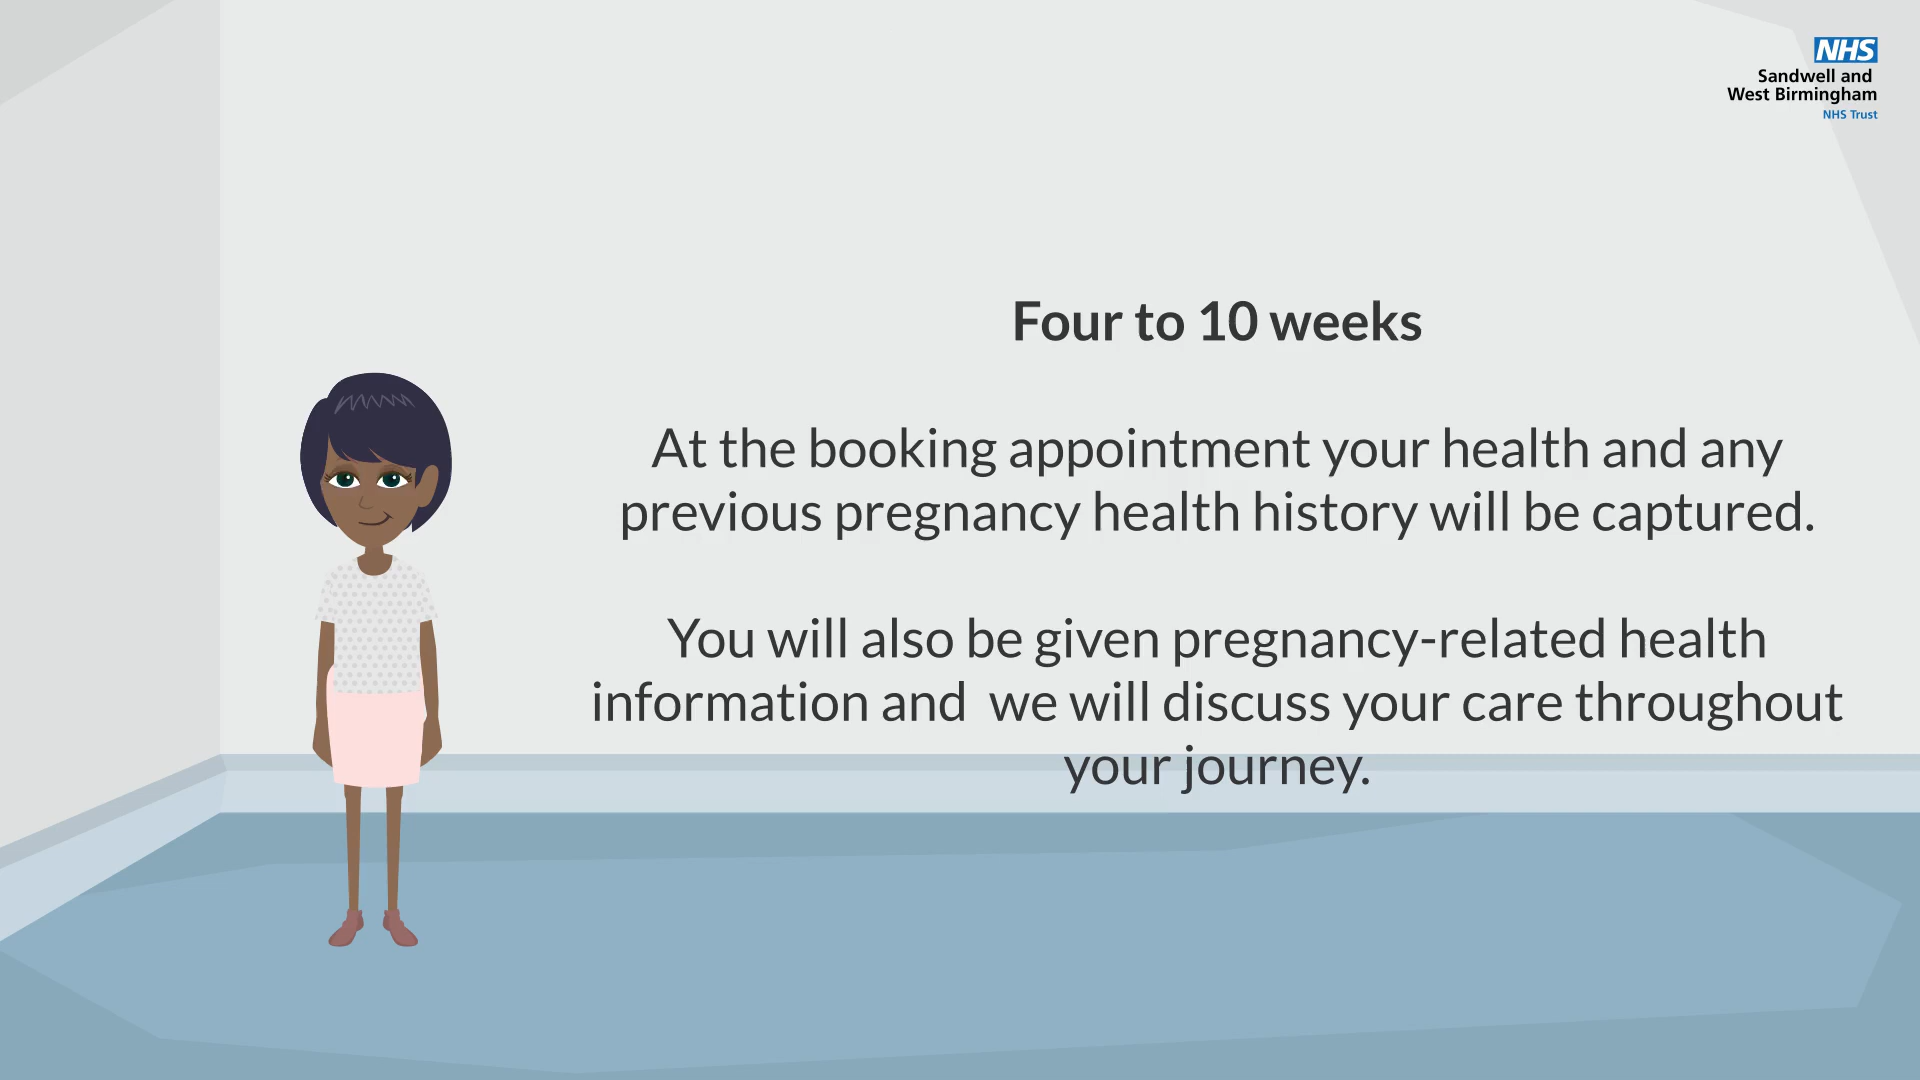 NHS
Sandwell and
West Birmingham
NHS Trust
Four to 10 weeks
At the booking appointment your health and any
previous pregnancy health history will be captured.
You will also be given pregnancy-related health
information and  we will discuss your care throughout
your journey.